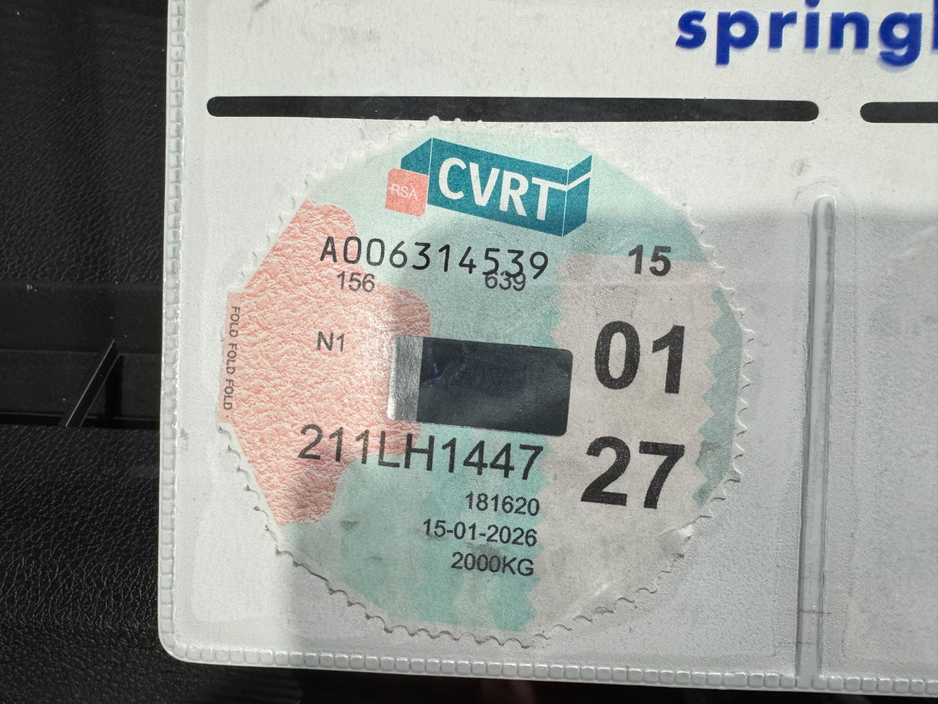 spring
CVRT
RSA
A006314539
15
156
639
01
N1
FOLD FOLD FOLD
27
211LH1447
181620
15-01-2026
2000KG